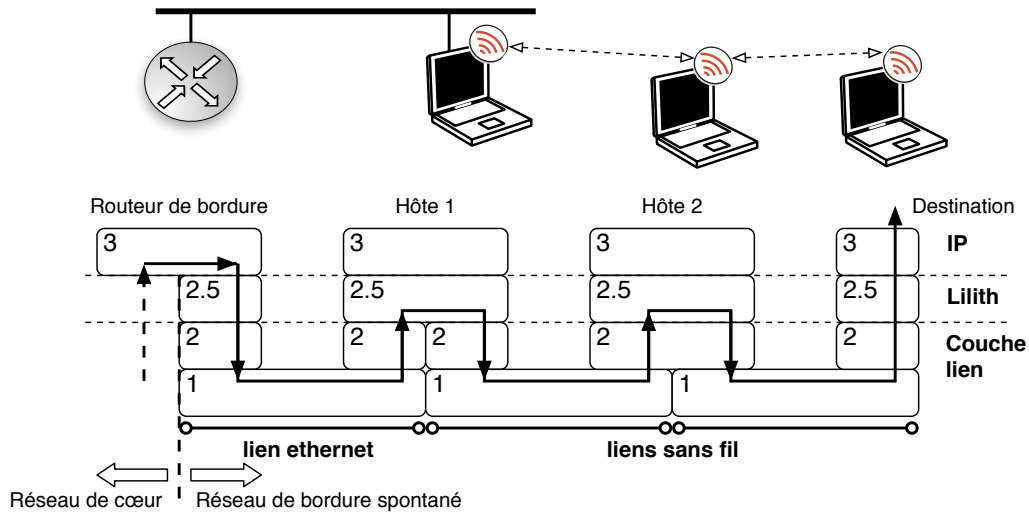 Routeur de bordure Hôte 1 Hôte 2 Destination
3 3 3 3 IP
2.5 2.5 2.5 2.5 Lilith
2 2 2 2 2 Couche
lien
1 1 1
lien ethernet liens sans fil
Réseau de cœur Réseau de bordure spontané